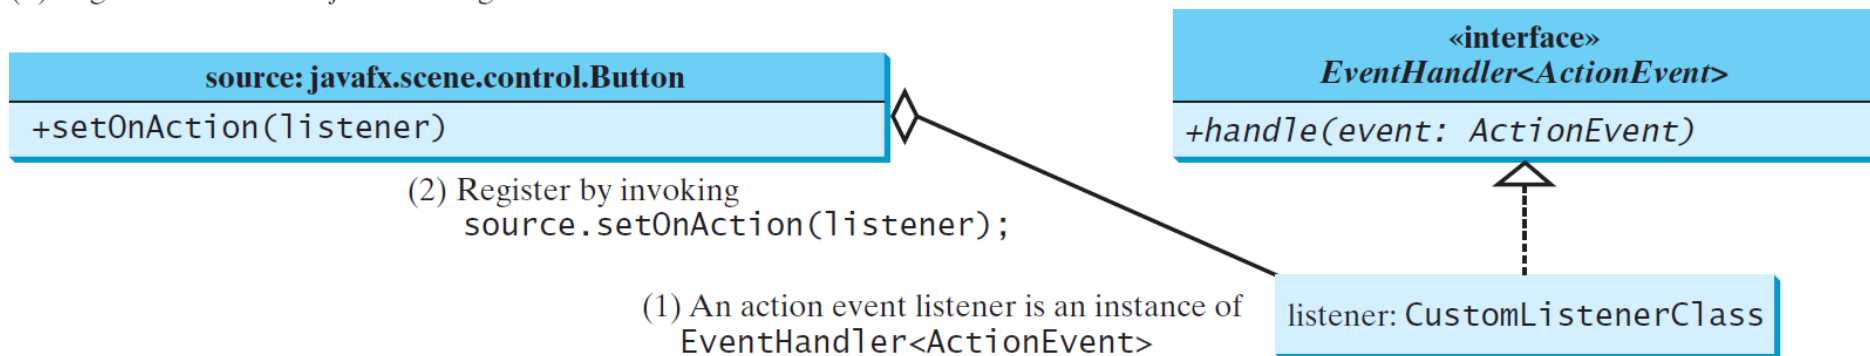 «interface»
EventHandler<ActionEvent>
source: javafx.scene.control.Button
+setOnAction(listener)
+handle(event: ActionEvent)
(2) Register by invoking
source.setOnAction(listener);
(1) An action event listener is an instance of
EventHandler<ActionEvent>
listener: CustomListenerClass